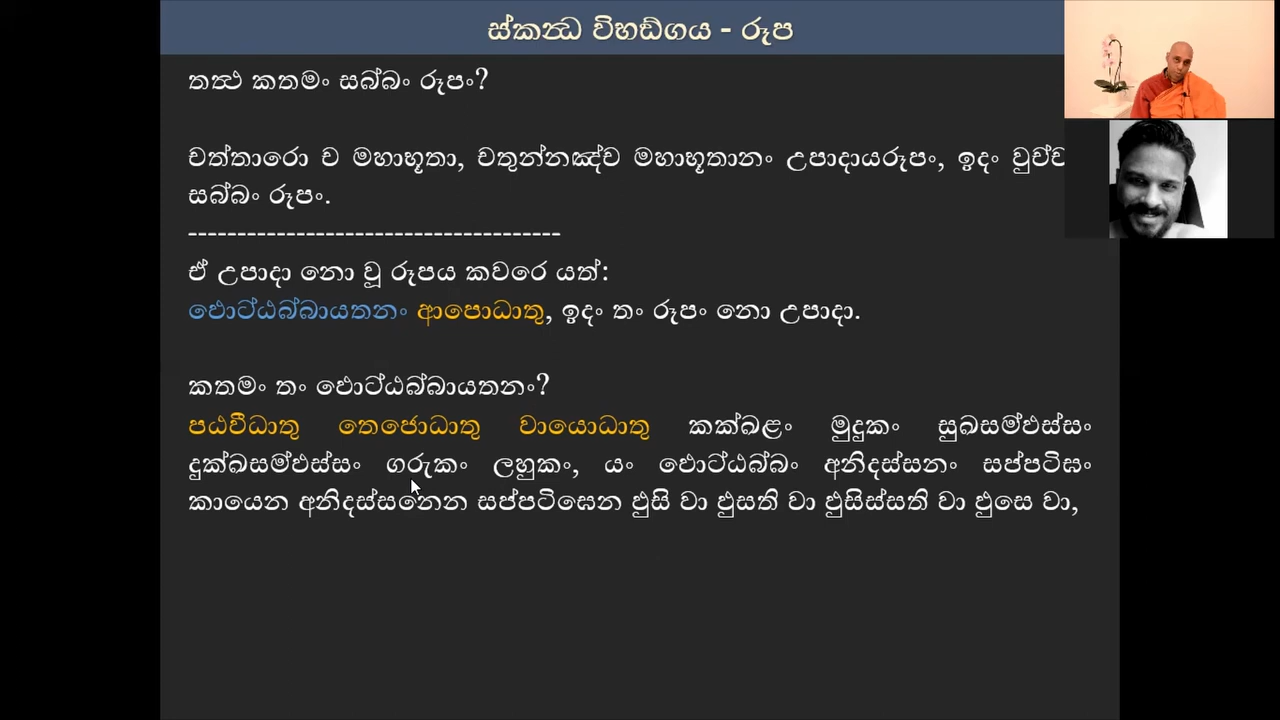 ස්කන්‍ධ විභඞ්ගය - රූප
තත්‍ථ කතමං සබ්බං රූපං?
චත්තාරො ච මහාභූතා, චතුන්නඤ්ච මහාභූතානං උපාදායරූපං, ඉදං වුච්ච
සබ්බං රූපං.
--------------------------------------
ඒ උපාදා නො වූ රූපය කවරෙ යත්:
ඵොට්ඨබ්බායතනං ආපොධාතු, ඉදං තං රූපං නො උපාදා.
කතමං තං ඵොට්ඨබ්බායතනං?
පඨවීධාතු තෙජොධාතු වායොධාතු කක්ඛළං මුදුකං සුඛසම්ඵස්සං
දුක්ඛසම්ඵස්සං ගරුකං ලහුකං, යං ඵොට්ඨබ්බං අනිදස්සනං සප්පටිඝං
කායෙන අනිදස්සනෙන සප්පටිඝෙන ඵුසි වා ඵුසති වා ඵුසිස්සති වා ඵුසෙ වා,